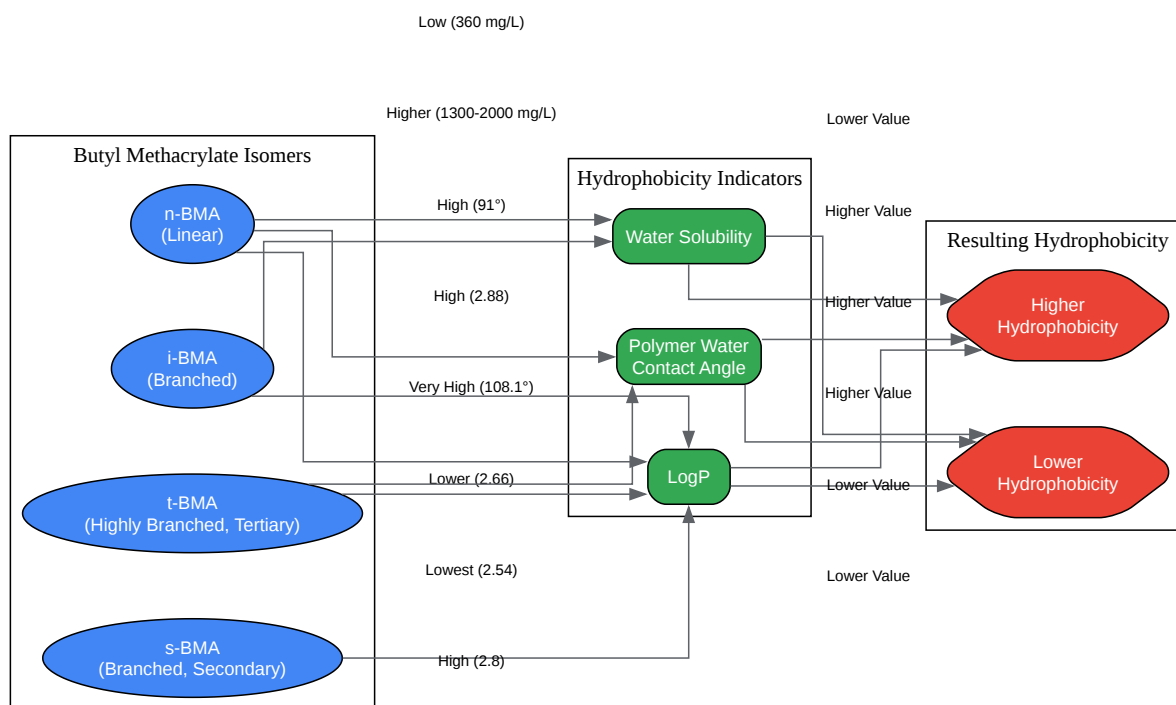 Low (360 mg/L)
Higher (1300-2000 mg/L)
Lower Value
Butyl Methacrylate Isomers
Hydrophobicity Indicators
n-BMA
(Linear)
High (91°)
Water Solubility
Higher Value
Resulting Hydrophobicity
High (2.88)
Higher Value
Higher
Hydrophobicity
i-BMA
(Branched)
Polymer Water
Contact Angle
Very High (108.1°)
Higher Value
t-BMA
(Highly Branched, Tertiary)
Lower (2.66)
LogP
Lower Value
Lower
Hydrophobicity
Lowest (2.54)
Lower Value
s-BMA
(Branched, Secondary)
High (2.8)